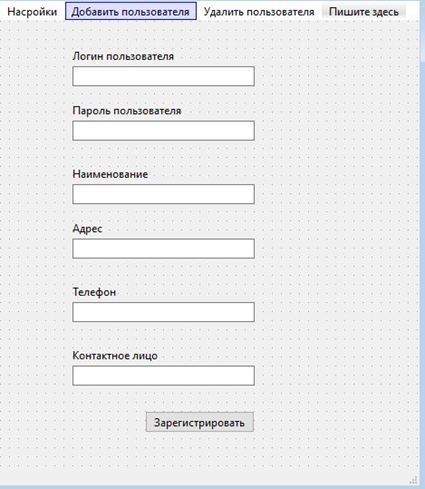 Насройки Добавить пользователя Удалить пользователя Пишите здесь
Логин пользователя
Пароль пользователя
Наименование
Адрес
Телефон
Контактное лицо
Зарегистрировать